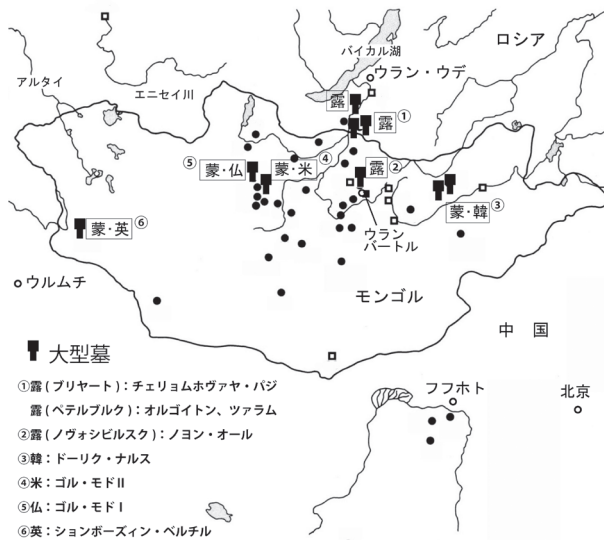 ロシア
バイカル湖
ウラン・ウデ
アルタイ
エニセイ川
露
露 ①
⑤ 蒙・仏
蒙・米 ④
露 ②
蒙・韓 ③
蒙・英 ⑥
ウラン
バートル
ウルムチ
モンゴル
中 国
大型墓
フフホト
北京
①露 ( ブリヤート )：チェリョムホヴァヤ・パジ
露 ( ペテルブルク )：オルゴイトン、ツァラム
②露 ( ノヴォシビルスク )：ノヨン・オール
③韓：ドーリク・ナルス
④米：ゴル・モドⅡ
⑤仏：ゴル・モドⅠ
⑥英：ションボーズィン・ベルチル